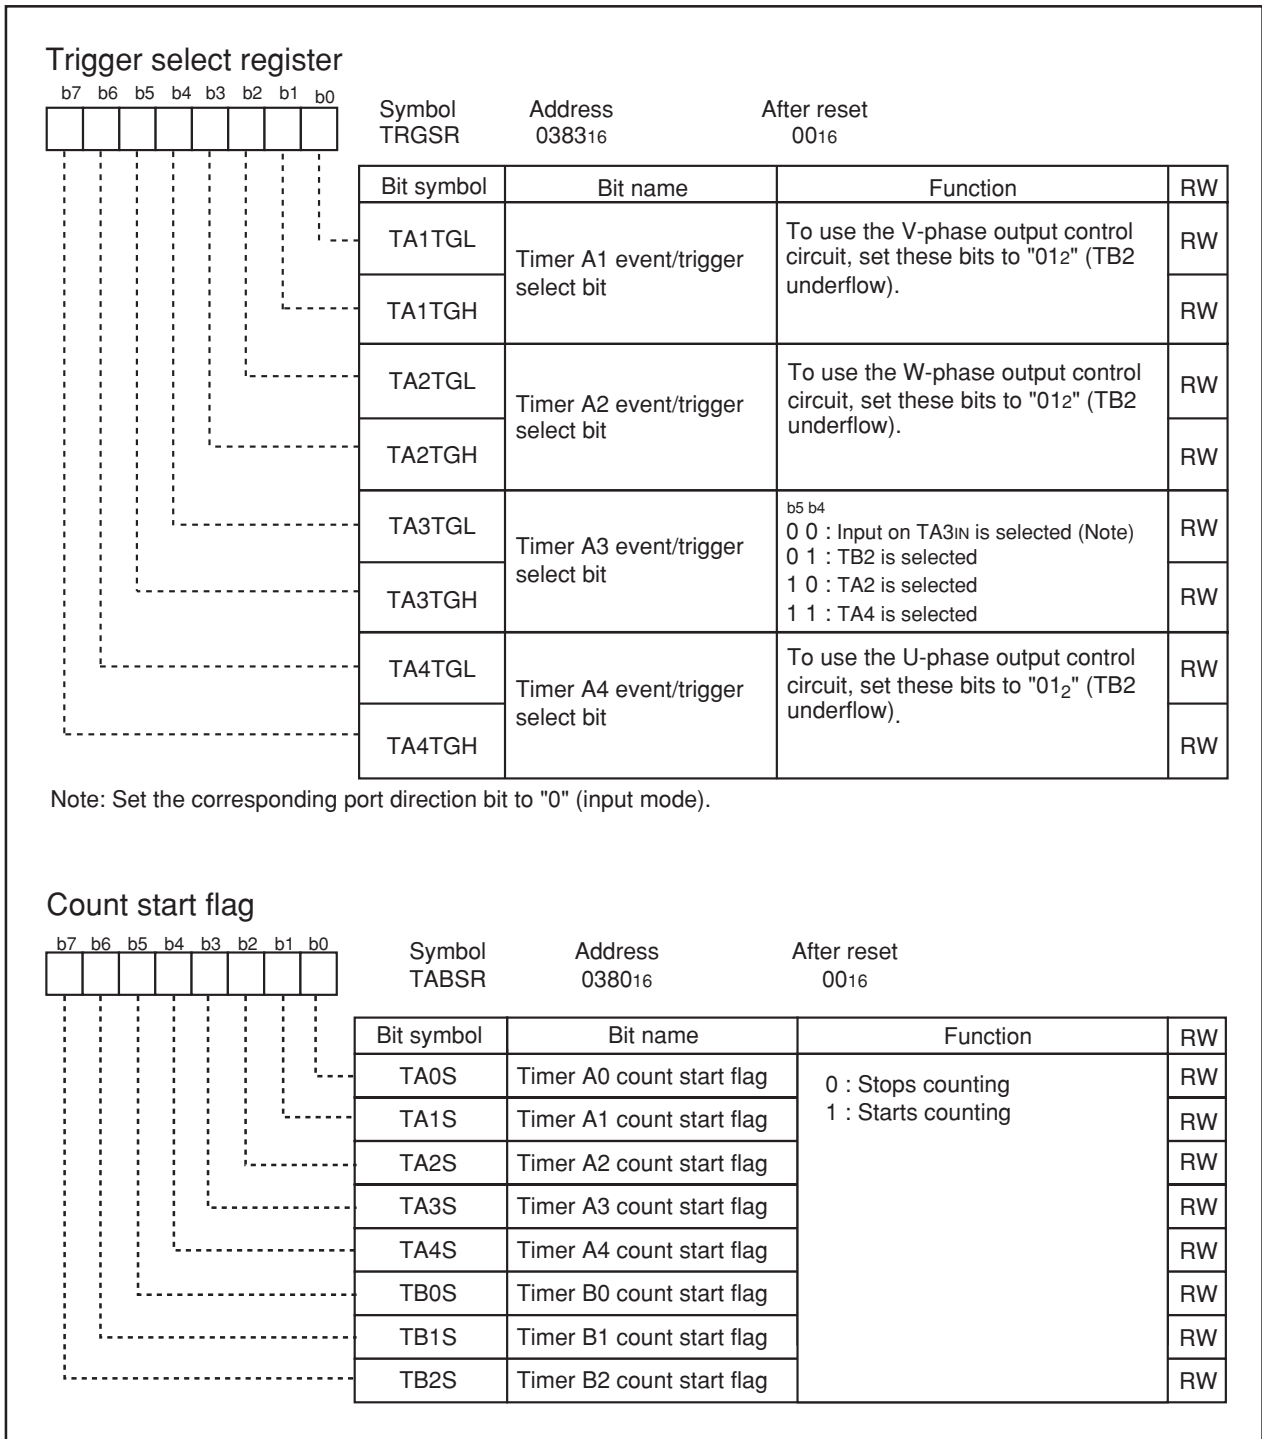 Trigger select register
b7 b6 b5 b4 b3 b2 b1 b0
Symbol Address After reset
TRGSR 038316 0016
Bit symbol Bit name Function RW
TA1TGL RW
TA1TGH RW
Timer A1 event/trigger
select bit
To use the V-phase output control
circuit, set these bits to "012" (TB2
underflow).
TA2TGL RW
TA2TGH RW
Timer A2 event/trigger
select bit
To use the W-phase output control
circuit, set these bits to "012" (TB2
underflow).
TA3TGL RW
TA3TGH RW
Timer A3 event/trigger
select bit
b5 b4
0 0 : Input on TA3IN is selected (Note)
0 1 : TB2 is selected
1 0 : TA2 is selected
1 1 : TA4 is selected
TA4TGL RW
TA4TGH RW
Timer A4 event/trigger
select bit
To use the U-phase output control
circuit, set these bits to "01₂" (TB2
underflow).
Note: Set the corresponding port direction bit to "0" (input mode).
Count start flag
b7 b6 b5 b4 b3 b2 b1 b0
Symbol Address After reset
TABSR 038016 0016
Bit symbol Bit name Function RW
TA0S Timer A0 count start flag RW
TA1S Timer A1 count start flag RW
TA2S Timer A2 count start flag RW
TA3S Timer A3 count start flag RW
TA4S Timer A4 count start flag RW
TB0S Timer B0 count start flag RW
TB1S Timer B1 count start flag RW
TB2S Timer B2 count start flag RW
0 : Stops counting
1 : Starts counting